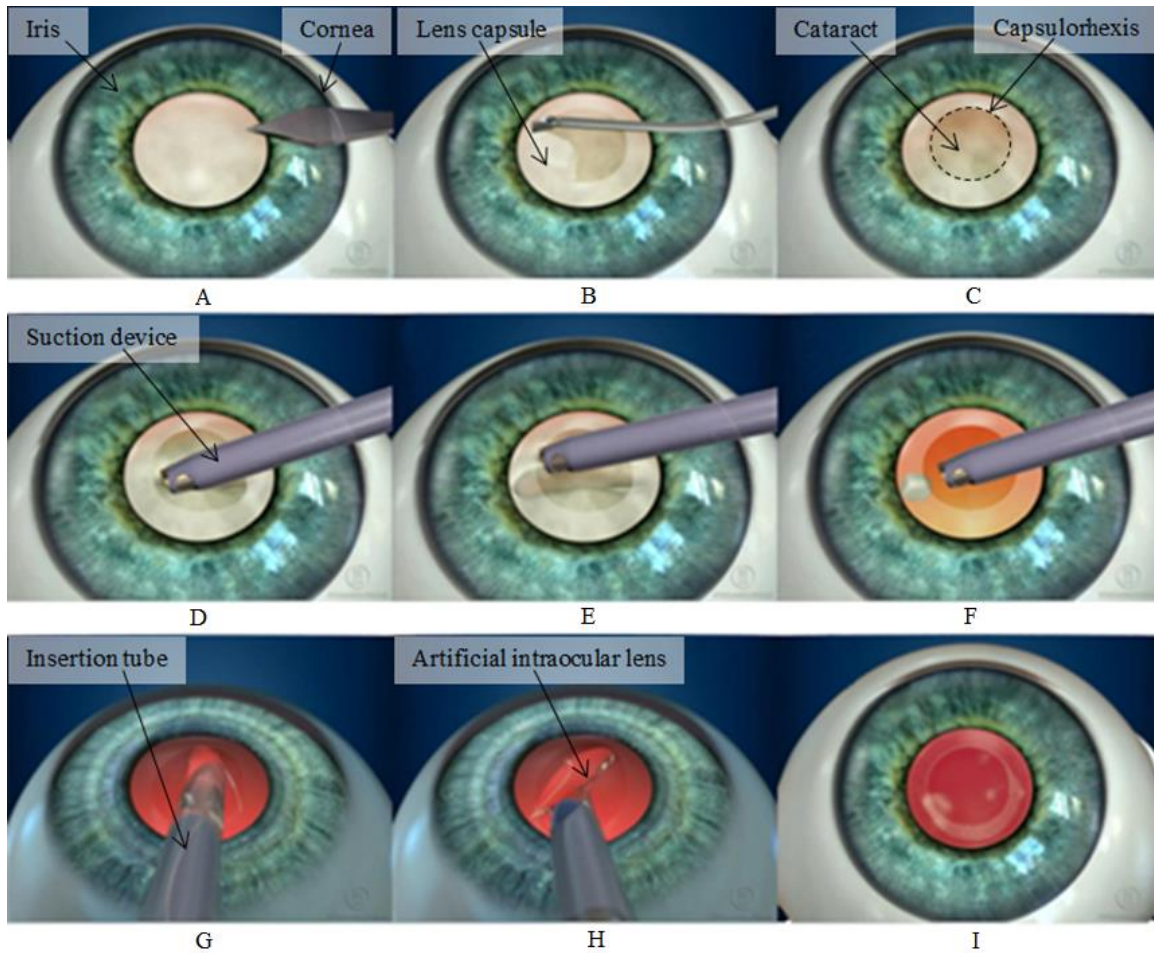 Iris
Cornea
Lens capsule
Cataract
Capsulorhexis
A
B
C
Suction device
D
E
F
Insertion tube
Artificial intraocular lens
G
H
I